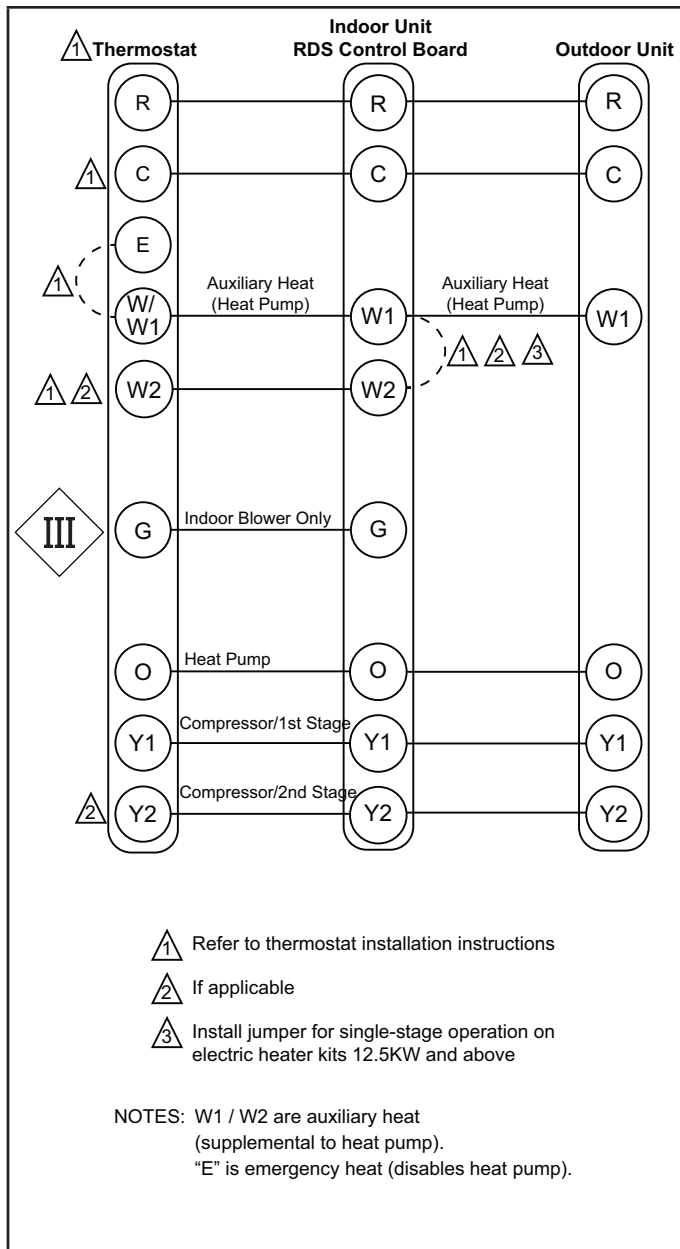 Indoor Unit
1 Thermostat RDS Control Board Outdoor Unit
R R R
1 C C C
E
1
Auxiliary Heat Auxiliary Heat
(Heat Pump) (Heat Pump)
W/
W1 W1 W1
1 2 3
1 2 W2 W2
III G Indoor Blower Only G
O Heat Pump O O
Y1 Compressor/1st Stage Y1 Y1
2 Y2 Compressor/2nd Stage Y2 Y2
1 Refer to thermostat installation instructions
2 If applicable
3 Install jumper for single-stage operation on
electric heater kits 12.5KW and above
NOTES: W1 / W2 are auxiliary heat
(supplemental to heat pump).
“E” is emergency heat (disables heat pump).